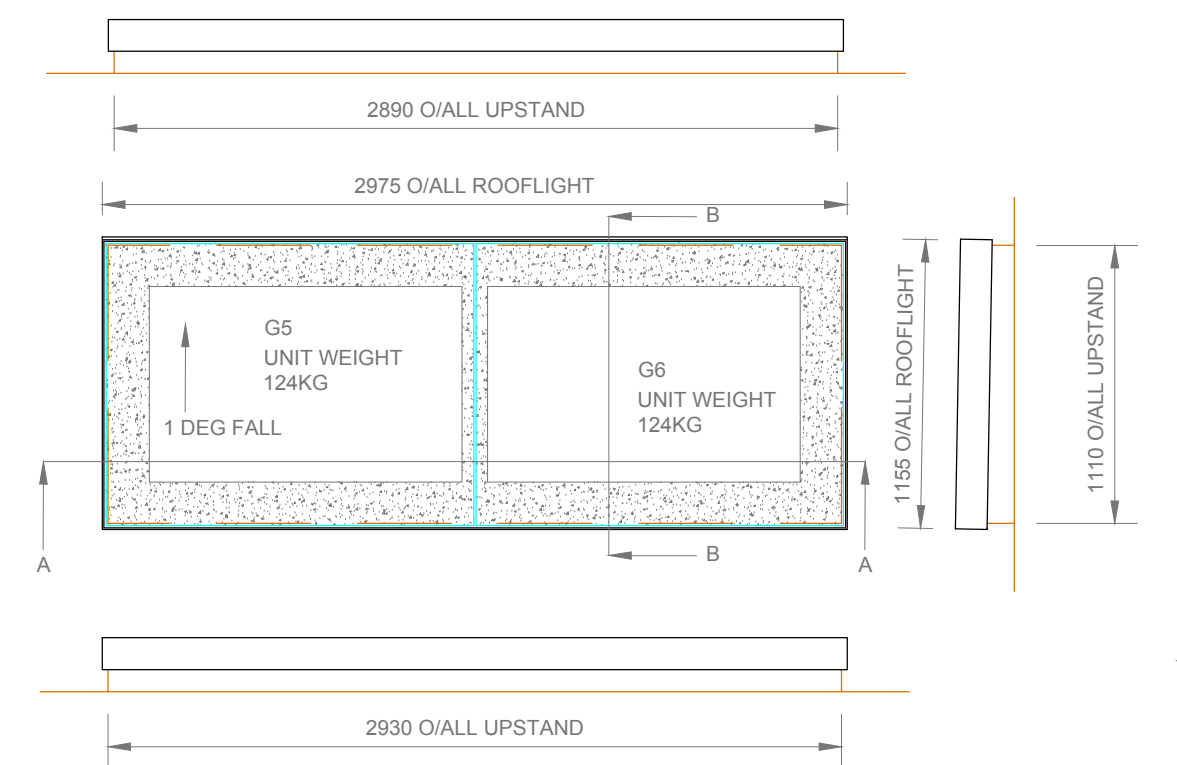 2890 O/ALL UPSTAND
2975 O/ALL ROOFLIGHT
B
G5
UNIT WEIGHT
124KG
1 DEG FALL
G6
UNIT WEIGHT
124KG
1155 O/ALL ROOFLIGHT
1110 O/ALL UPSTAND
A
B
A
2930 O/ALL UPSTAND